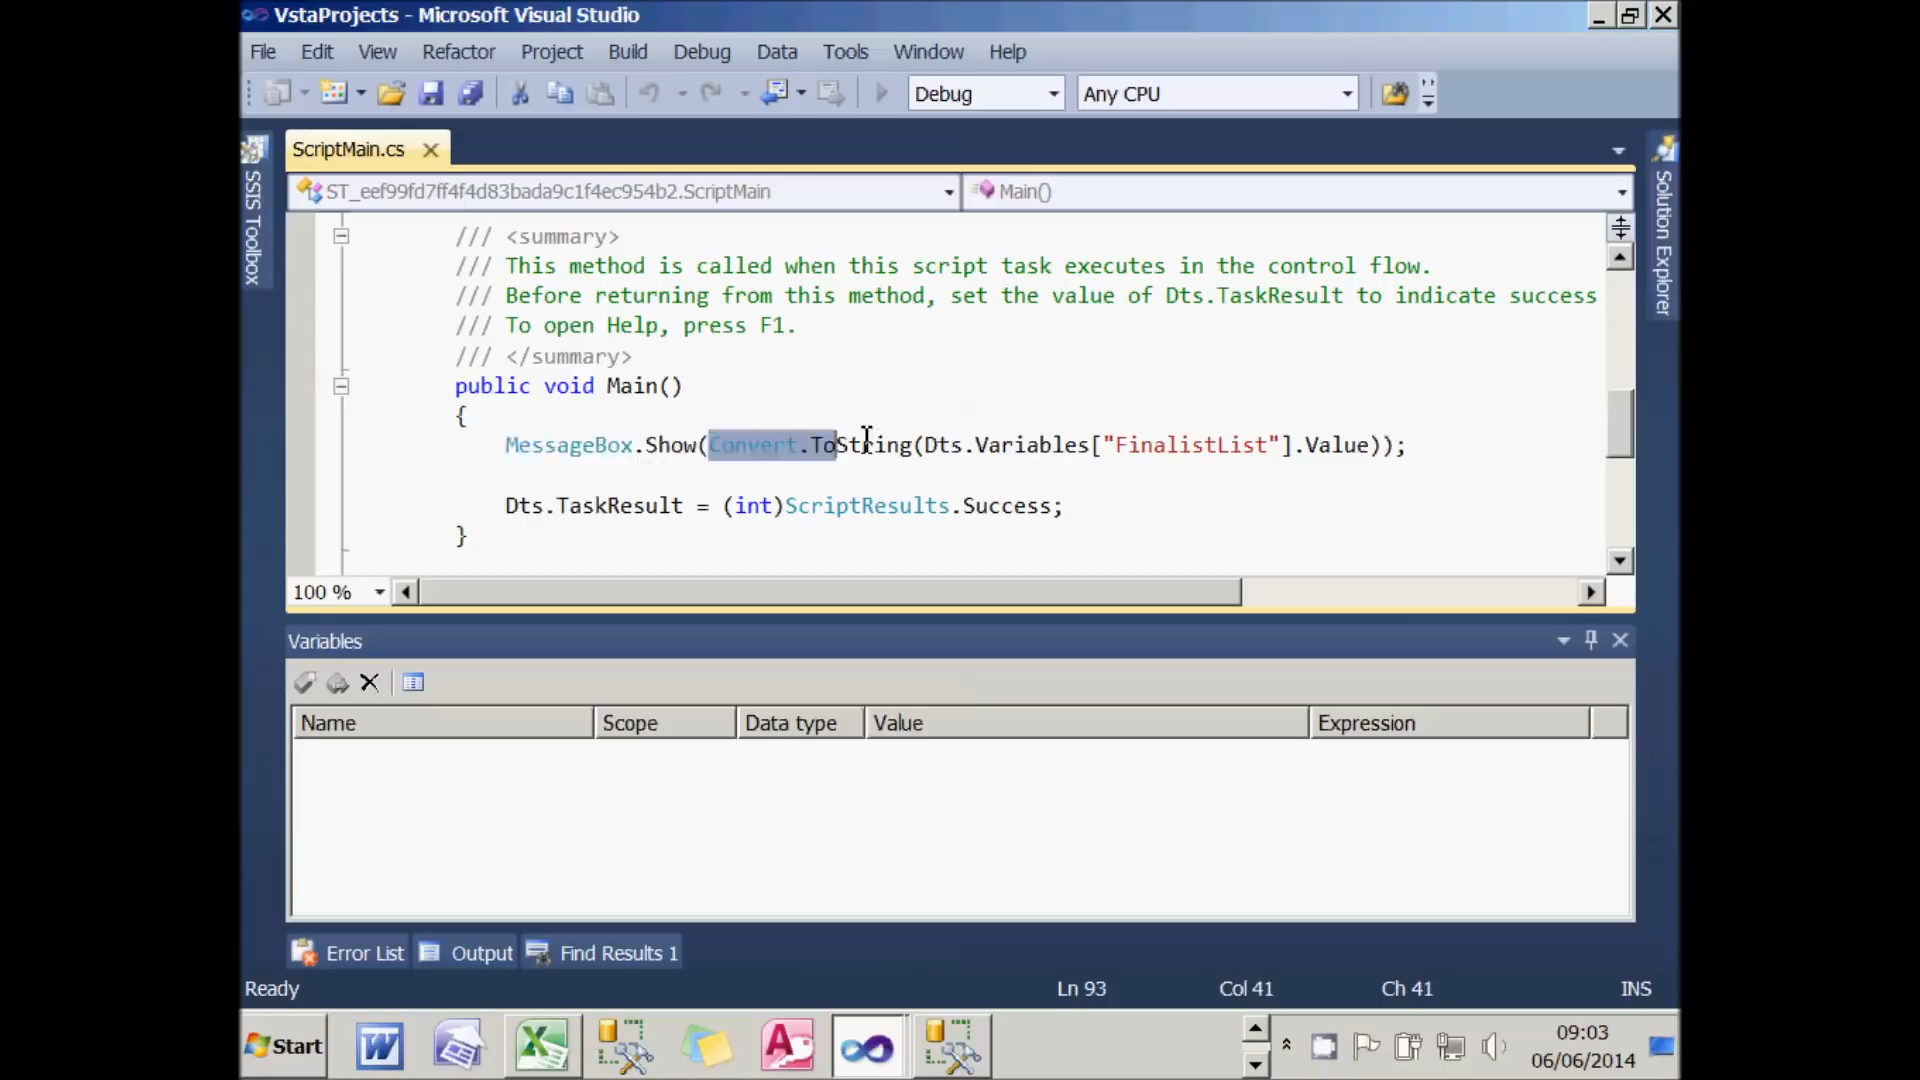 VstaProjects - Microsoft Visual Studio
File Edit View Refactor Project Build Debug Data Tools Window Help
Debug Any CPU
ScriptMain.cs
ST_eef99fd7ff4f4d83bada9c1f4ec954b2.ScriptMain Main()
SSIS Toolbox
Solution Explorer
/// <summary>
/// This method is called when this script task executes in the control flow.
/// Before returning from this method, set the value of Dts.TaskResult to indicate success
/// To open Help, press F1.
/// </summary>
public void Main()
{
MessageBox.Show(Convert.ToString(Dts.Variables["FinalistList"].Value));
Dts.TaskResult = (int)ScriptResults.Success;
}
100 %
Variables
Name Scope Data type Value Expression
Error List Output Find Results 1
Ready Ln 93 Col 41 Ch 41 INS
Start 09:03
06/06/2014